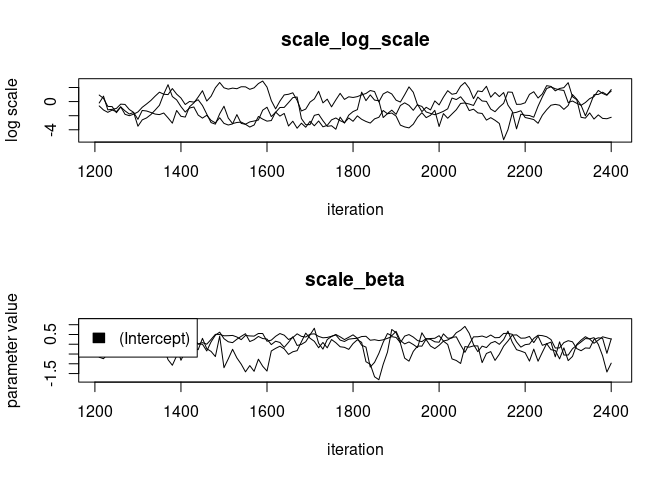 scale_log_scale
log scale
0
-4
1200 1400 1600 1800 2000 2200 2400
iteration
scale_beta
parameter value
0.5
-1.5
(Intercept)
1200 1400 1600 1800 2000 2200 2400
iteration